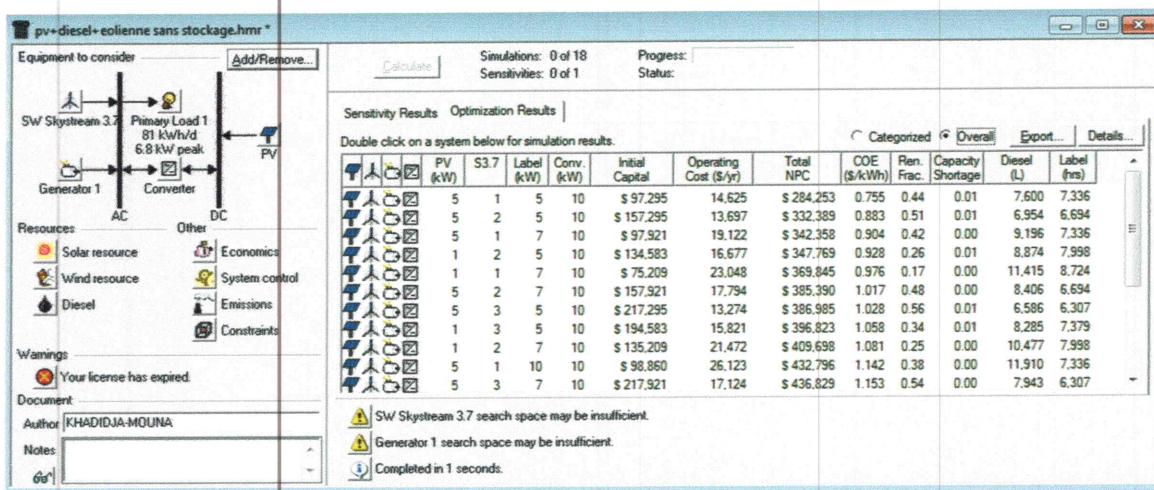 pv+diesel+eolienne sans stockage.hmr *
Equipment to consider
Add/Remove...
SW Skystream 3.7
Primary Load 1
81 kWh/d
6.8 kW peak
PV
Generator 1
Converter
AC
DC
Resources
Other
Solar resource
Economics
Wind resource
System control
Diesel
Emissions
Constraints
Warnings
Your license has expired.
Document
Author KHADIDJA-MOUNA
Notes
Calculate
Simulations: 0 of 18
Progress:
Sensitivities: 0 of 1
Status:
Sensitivity Results
Optimization Results
Double click on a system below for simulation results.
Categorized
Overall
Export...
Details...
PV (kW) S3.7 Label (kW) Conv. (kW) Initial Capital Operating Cost ($/yr) Total NPC COE ($/kWh) Ren. Frac. Capacity Shortage Diesel (L) Label (hrs)
5 1 5 10 $ 97,295 14,625 $ 284,253 0.755 0.44 0.01 7,600 7,336
5 2 5 10 $ 157,295 13,697 $ 332,389 0.883 0.51 0.01 6,954 6,694
5 1 7 10 $ 97,921 19,122 $ 342,358 0.904 0.42 0.00 9,196 7,336
1 2 5 10 $ 134,583 16,677 $ 347,769 0.928 0.26 0.01 8,874 7,998
1 1 7 10 $ 75,209 23,048 $ 369,845 0.976 0.17 0.00 11,415 8,724
5 2 7 10 $ 157,921 17,794 $ 385,390 1.017 0.48 0.00 8,406 6,694
5 3 5 10 $ 217,295 13,274 $ 386,985 1.028 0.56 0.01 6,586 6,307
1 3 5 10 $ 194,583 15,821 $ 396,823 1.058 0.34 0.01 8,285 7,379
1 2 7 10 $ 135,209 21,472 $ 409,698 1.081 0.25 0.00 10,477 7,998
5 1 10 10 $ 98,860 26,123 $ 432,796 1.142 0.38 0.00 11,910 7,336
5 3 7 10 $ 217,921 17,124 $ 436,829 1.153 0.54 0.00 7,943 6,307
SW Skystream 3.7 search space may be insufficient.
Generator 1 search space may be insufficient.
Completed in 1 seconds.